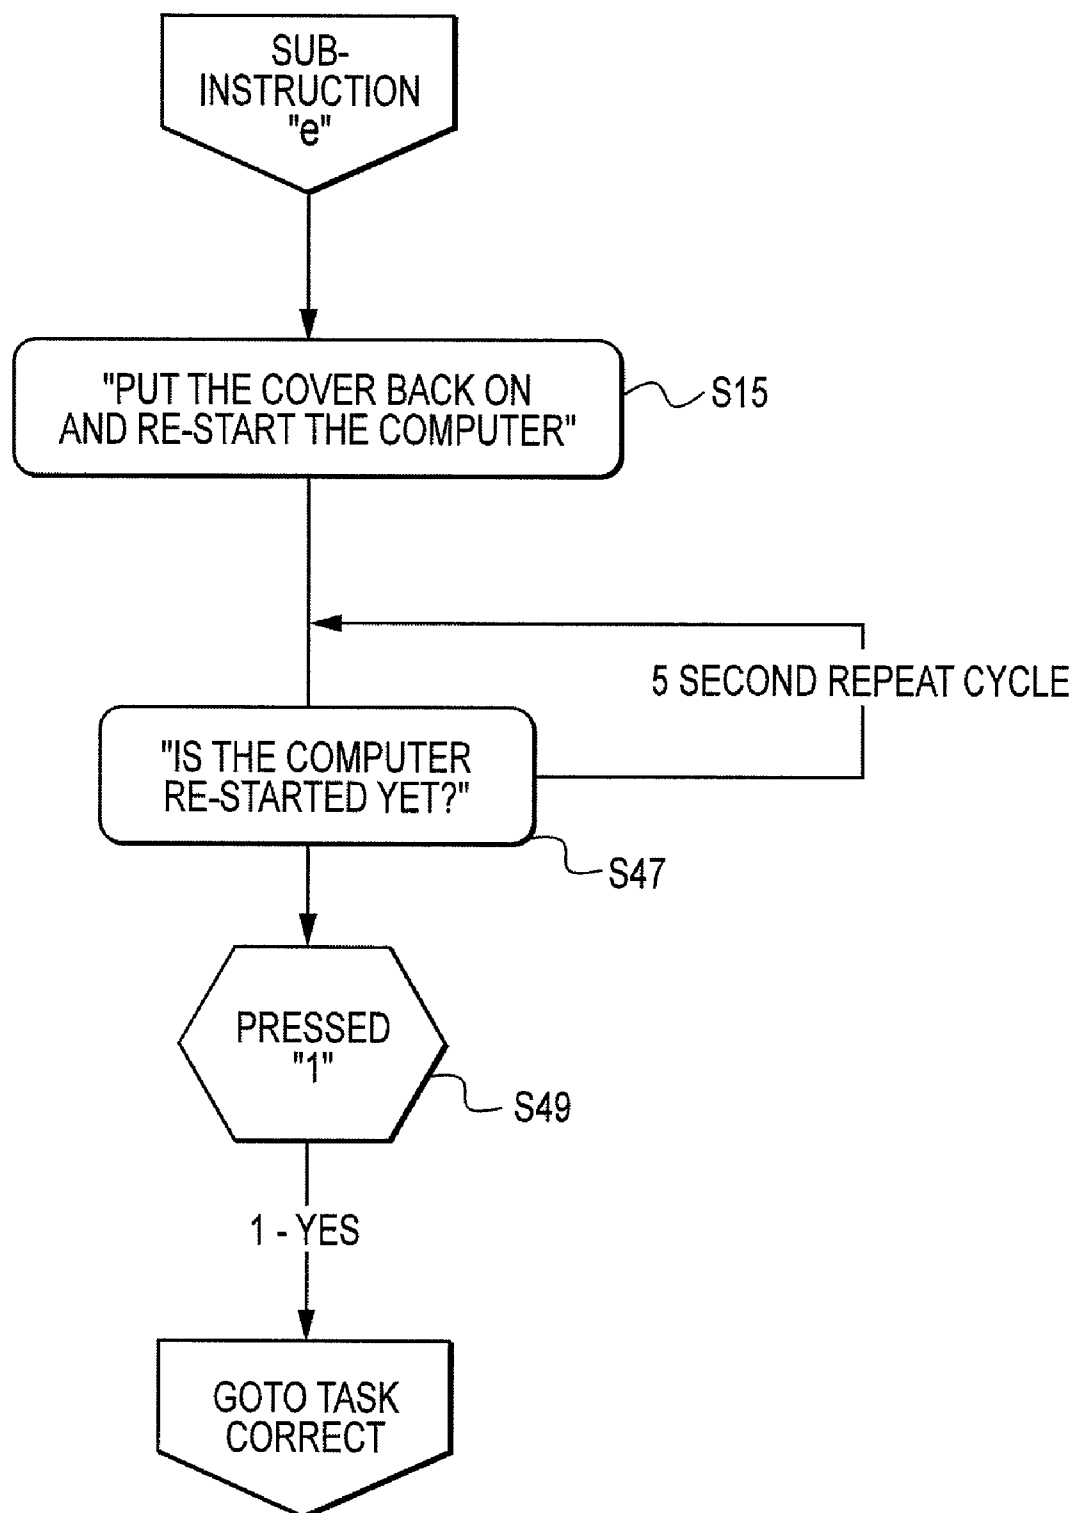 SUB-
INSTRUCTION
"e"
"PUT THE COVER BACK ON
AND RE-START THE COMPUTER"
S15
5 SECOND REPEAT CYCLE
"IS THE COMPUTER
RE-STARTED YET?"
S47
PRESSED
"1"
S49
1 - YES
GOTO TASK
CORRECT